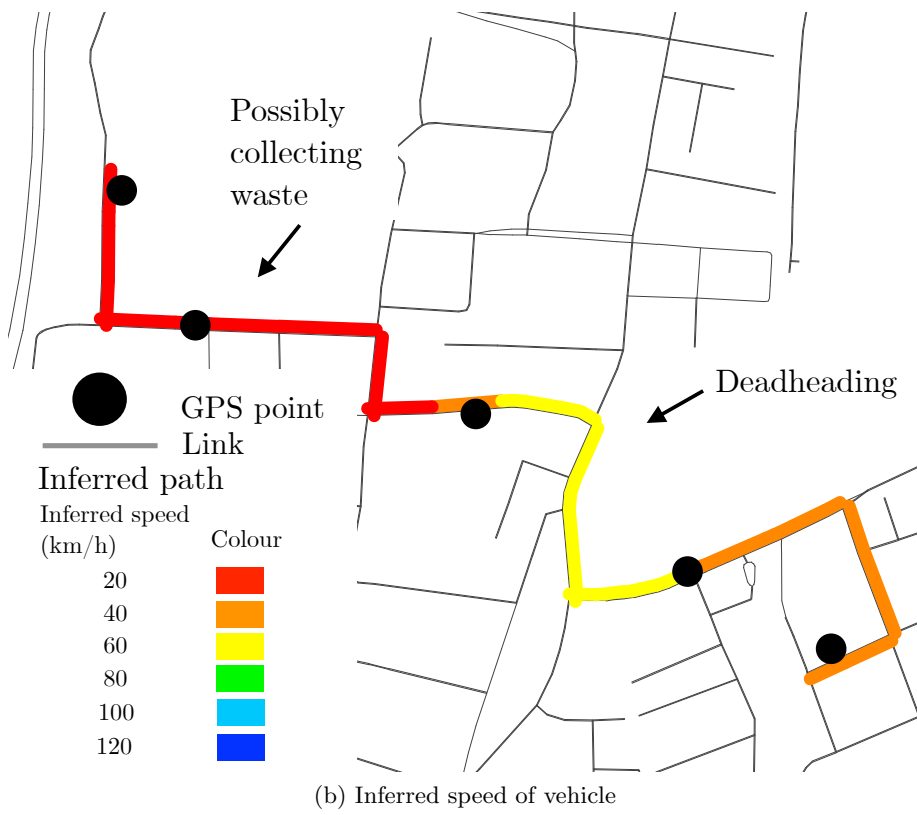 Possibly
collecting
waste
Deadheading
GPS point
Link
Inferred path
Inferred speed
(km/h)
Colour
20
40
60
80
100
120
(b) Inferred speed of vehicle